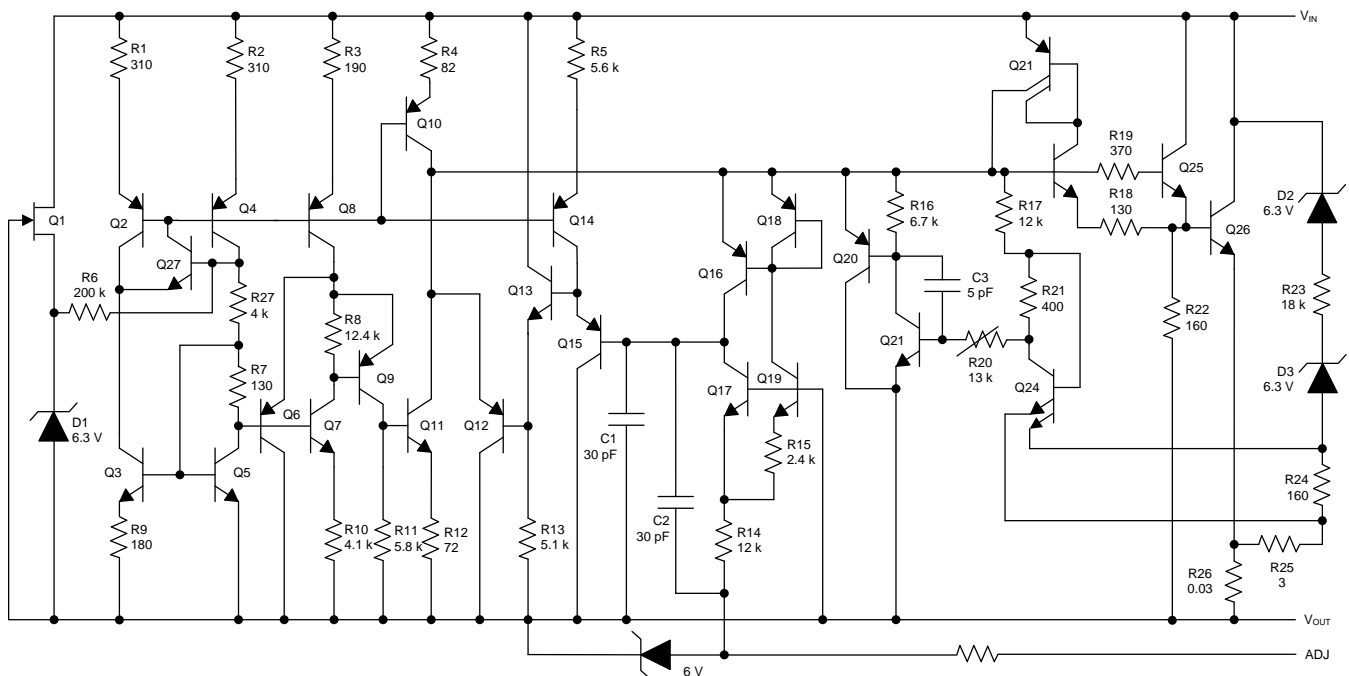 V_IN
R1
310
R2
310
R3
190
R4
82
R5
5.6 k
Q21
Q10
R19
370
Q25
Q1
Q2
Q4
Q8
Q14
Q18
R16
6.7 k
R17
12 k
R18
130
Q26
D2
6.3 V
Q27
R6
200 k
R27
4 k
Q13
Q16
Q20
C3
5 pF
R21
400
R23
18 k
R8
12.4 k
Q15
R22
160
R7
130
Q9
Q17
Q19
Q21
R20
13 k
Q24
D3
6.3 V
D1
6.3 V
Q6
Q7
Q11
Q12
C1
30 pF
R15
2.4 k
Q3
Q5
R24
160
R9
180
R10
4.1 k
R11
5.8 k
R12
72
R13
5.1 k
C2
30 pF
R14
12 k
R26
0.03
R25
3
V_OUT
6 V
ADJ